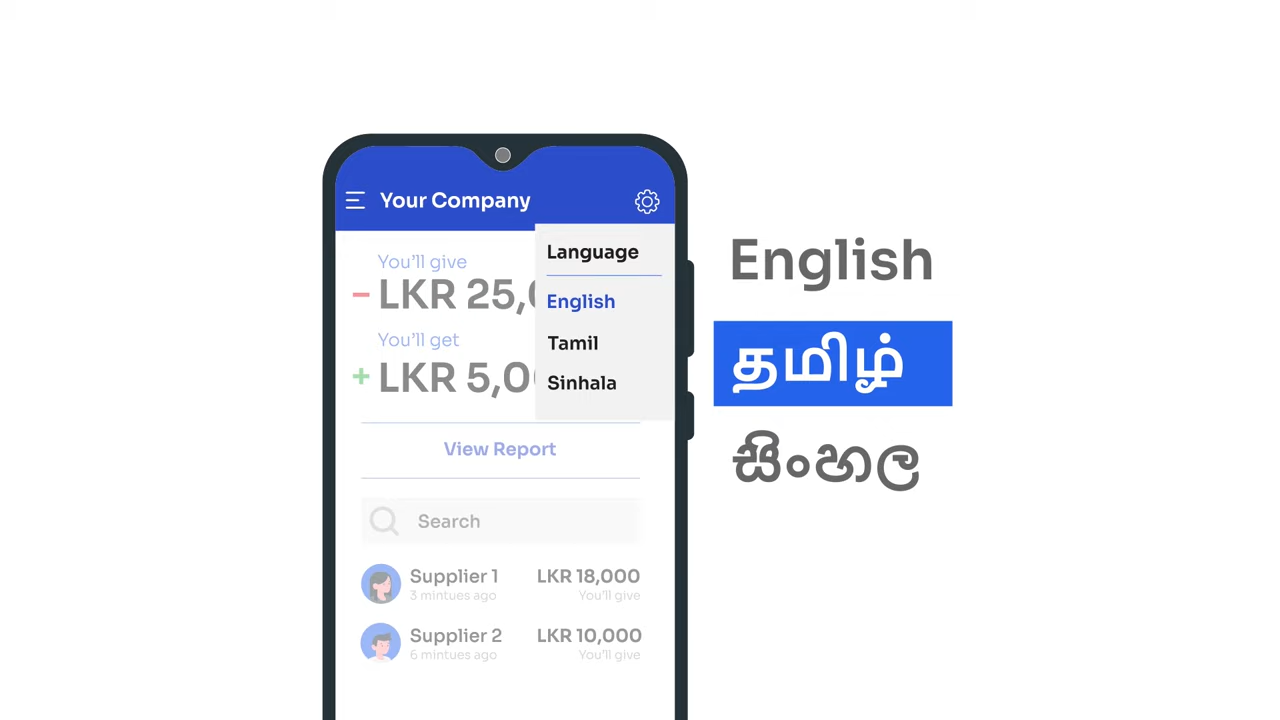 Your Company
You'll give
– LKR 25,
You'll get
+ LKR 5,0
Language
English
Tamil
Sinhala
View Report
Search
Supplier 1 LKR 18,000
3 mintues ago You'll give
Supplier 2 LKR 10,000
6 mintues ago You'll give
English
தமிழ்
සිංහල